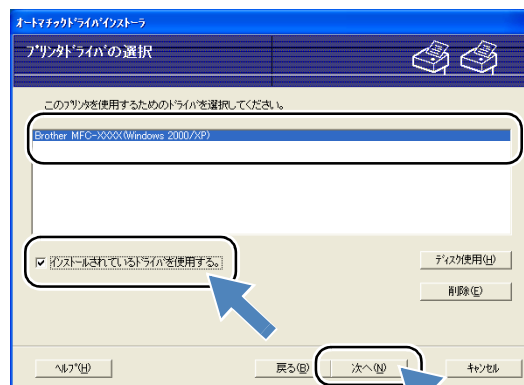 オートマチックドライバインストーラ
プリンタドライバの選択
このプリンタを使用するためのドライバを選択してください。
Brother MFC-XXXX(Windows 2000/XP)
インストールされているドライバを使用する。
ディスク使用(H)
削除(E)
ヘルプ(H)
戻る(B)
次へ(N)
キャンセル